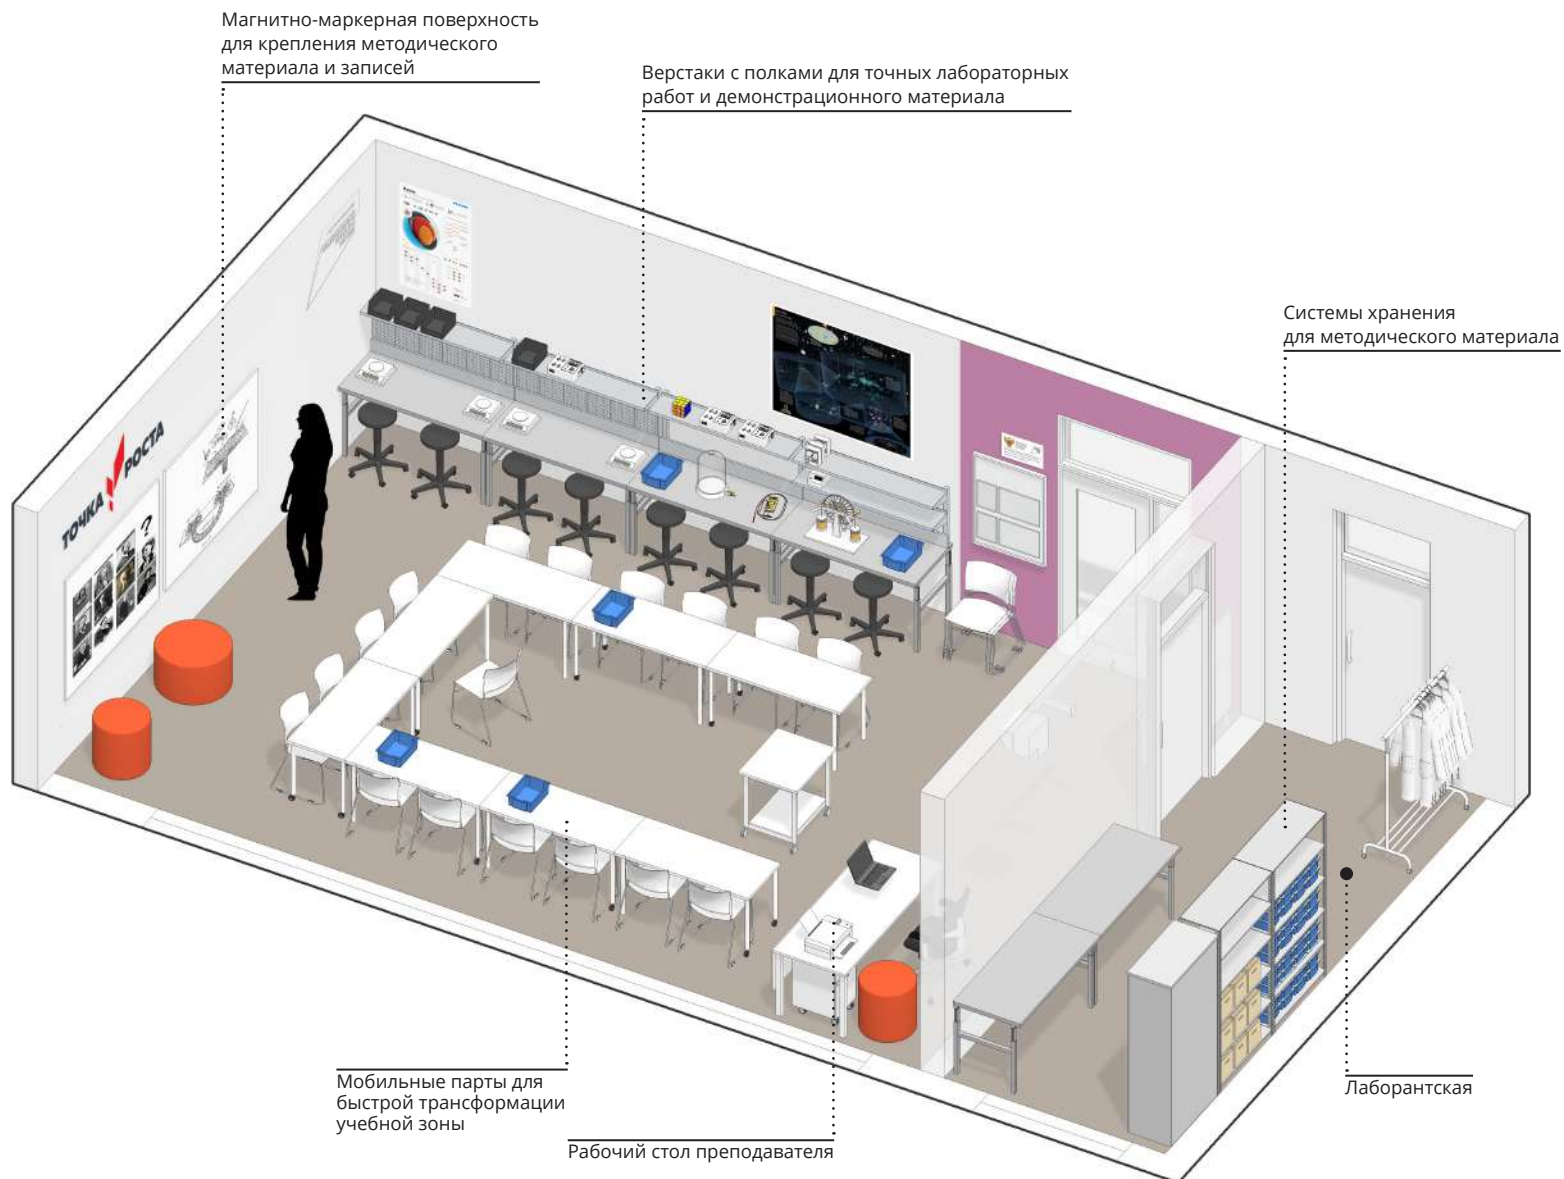 Магнитно-маркерная поверхность
для крепления методического
материала и записей
Верстаки с полками для точных лабораторных
работ и демонстрационного материала
Системы хранения
для методического материала
ТОЧКА РОСТА
?
Мобильные парты для
быстрой трансформации
учебной зоны
Рабочий стол преподавателя
Лаборантская